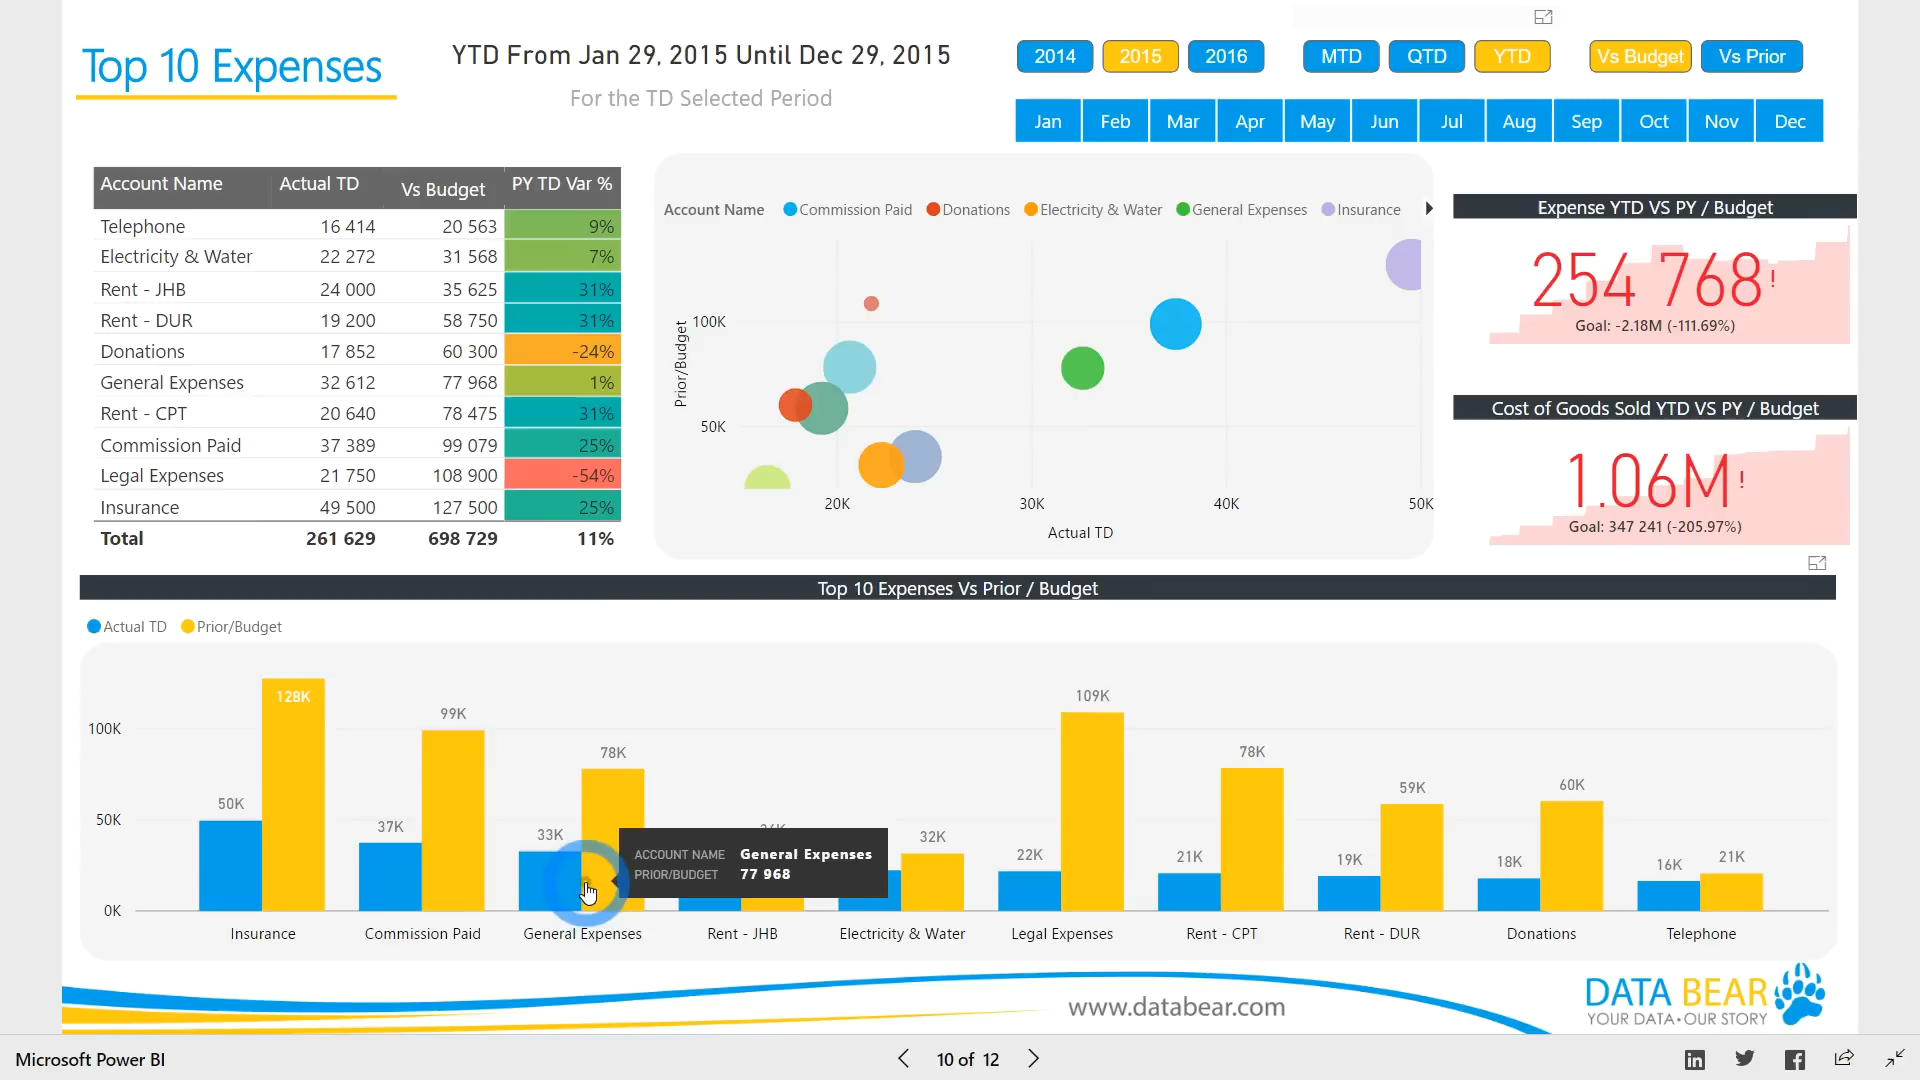 Top 10 Expenses
YTD From Jan 29, 2015 Until Dec 29, 2015
For the TD Selected Period
2014 2015 2016 MTD QTD YTD Vs Budget Vs Prior
Jan Feb Mar Apr May Jun Jul Aug Sep Oct Nov Dec
Account Name Actual TD Vs Budget PY TD Var %
Telephone 16 414 20 563 9%
Electricity & Water 22 272 31 568 7%
Rent - JHB 24 000 35 625 31%
Rent - DUR 19 200 58 750 31%
Donations 17 852 60 300 -24%
General Expenses 32 612 77 968 1%
Rent - CPT 20 640 78 475 31%
Commission Paid 37 389 99 079 25%
Legal Expenses 21 750 108 900 -54%
Insurance 49 500 127 500 25%
Total 261 629 698 729 11%
Account Name Commission Paid Donations Electricity & Water General Expenses Insurance
Prior/Budget
100K
50K
20K 30K 40K 50K
Actual TD
Expense YTD VS PY / Budget
254 768 !
Goal: -2.18M (-111.69%)
Cost of Goods Sold YTD VS PY / Budget
1.06M !
Goal: 347 241 (-205.97%)
Top 10 Expenses Vs Prior / Budget
Actual TD Prior/Budget
100K
50K
0K
50K 128K 37K 99K 33K 78K 32K 22K 109K 21K 78K 19K 59K 18K 60K 16K 21K
ACCOUNT NAME General Expenses
PRIOR/BUDGET 77 968
Insurance Commission Paid General Expenses Rent - JHB Electricity & Water Legal Expenses Rent - CPT Rent - DUR Donations Telephone
www.databear.com
DATA BEAR
YOUR DATA•OUR STORY
Microsoft Power BI
10 of 12